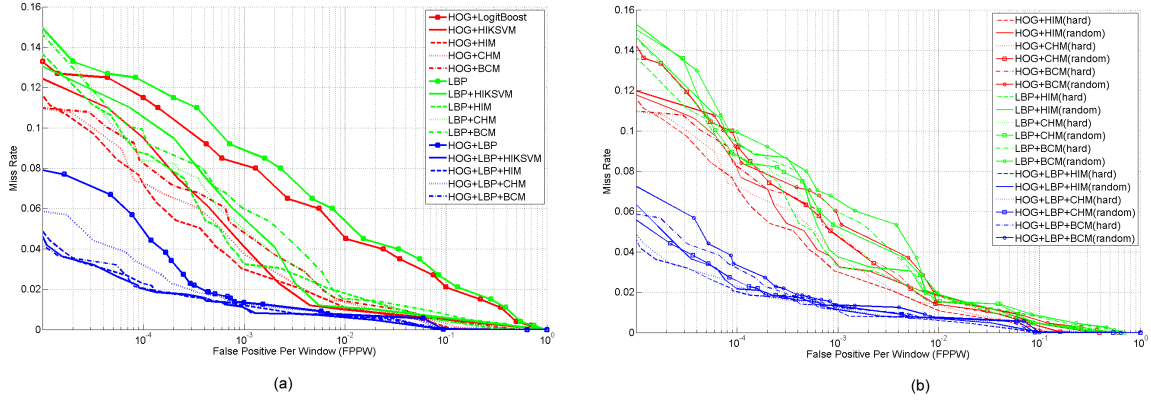 0.16
0.14
0.12
0.1
0.08
0.06
0.04
0.02
0
Miss Rate
10-4
10-3
10-2
10-1
100
False Positive Per Window (FPPW)
HOG+LogitBoost
HOG+HIKSVM
HOG+HIM
HOG+CHM
HOG+BCM
LBP
LBP+HIKSVM
LBP+HIM
LBP+CHM
LBP+BCM
HOG+LBP
HOG+LBP+HIKSVM
HOG+LBP+HIM
HOG+LBP+CHM
HOG+LBP+BCM
(a)
0.16
0.14
0.12
0.1
0.08
0.06
0.04
0.02
0
Miss Rate
10-4
10-3
10-2
10-1
100
False Positive Per Window (FPPW)
HOG+HIM(hard)
HOG+HIM(random)
HOG+CHM(hard)
HOG+CHM(random)
HOG+BCM(hard)
HOG+BCM(random)
LBP+HIM(hard)
LBP+HIM(random)
LBP+CHM(hard)
LBP+CHM(random)
LBP+BCM(hard)
LBP+BCM(random)
HOG+LBP+HIM(hard)
HOG+LBP+HIM(random)
HOG+LBP+CHM(hard)
HOG+LBP+CHM(random)
HOG+LBP+BCM(hard)
HOG+LBP+BCM(random)
(b)